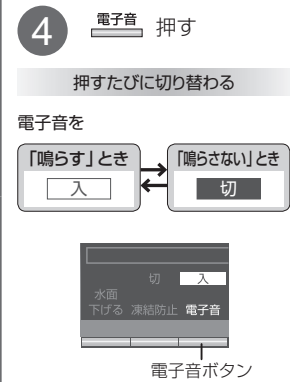 4
電子音 押す
押すたびに切り替わる
電子音を
「鳴らす」とき 「鳴らさない」とき
入 切
切 入
水面
下げる 凍結防止 電子音
電子音ボタン